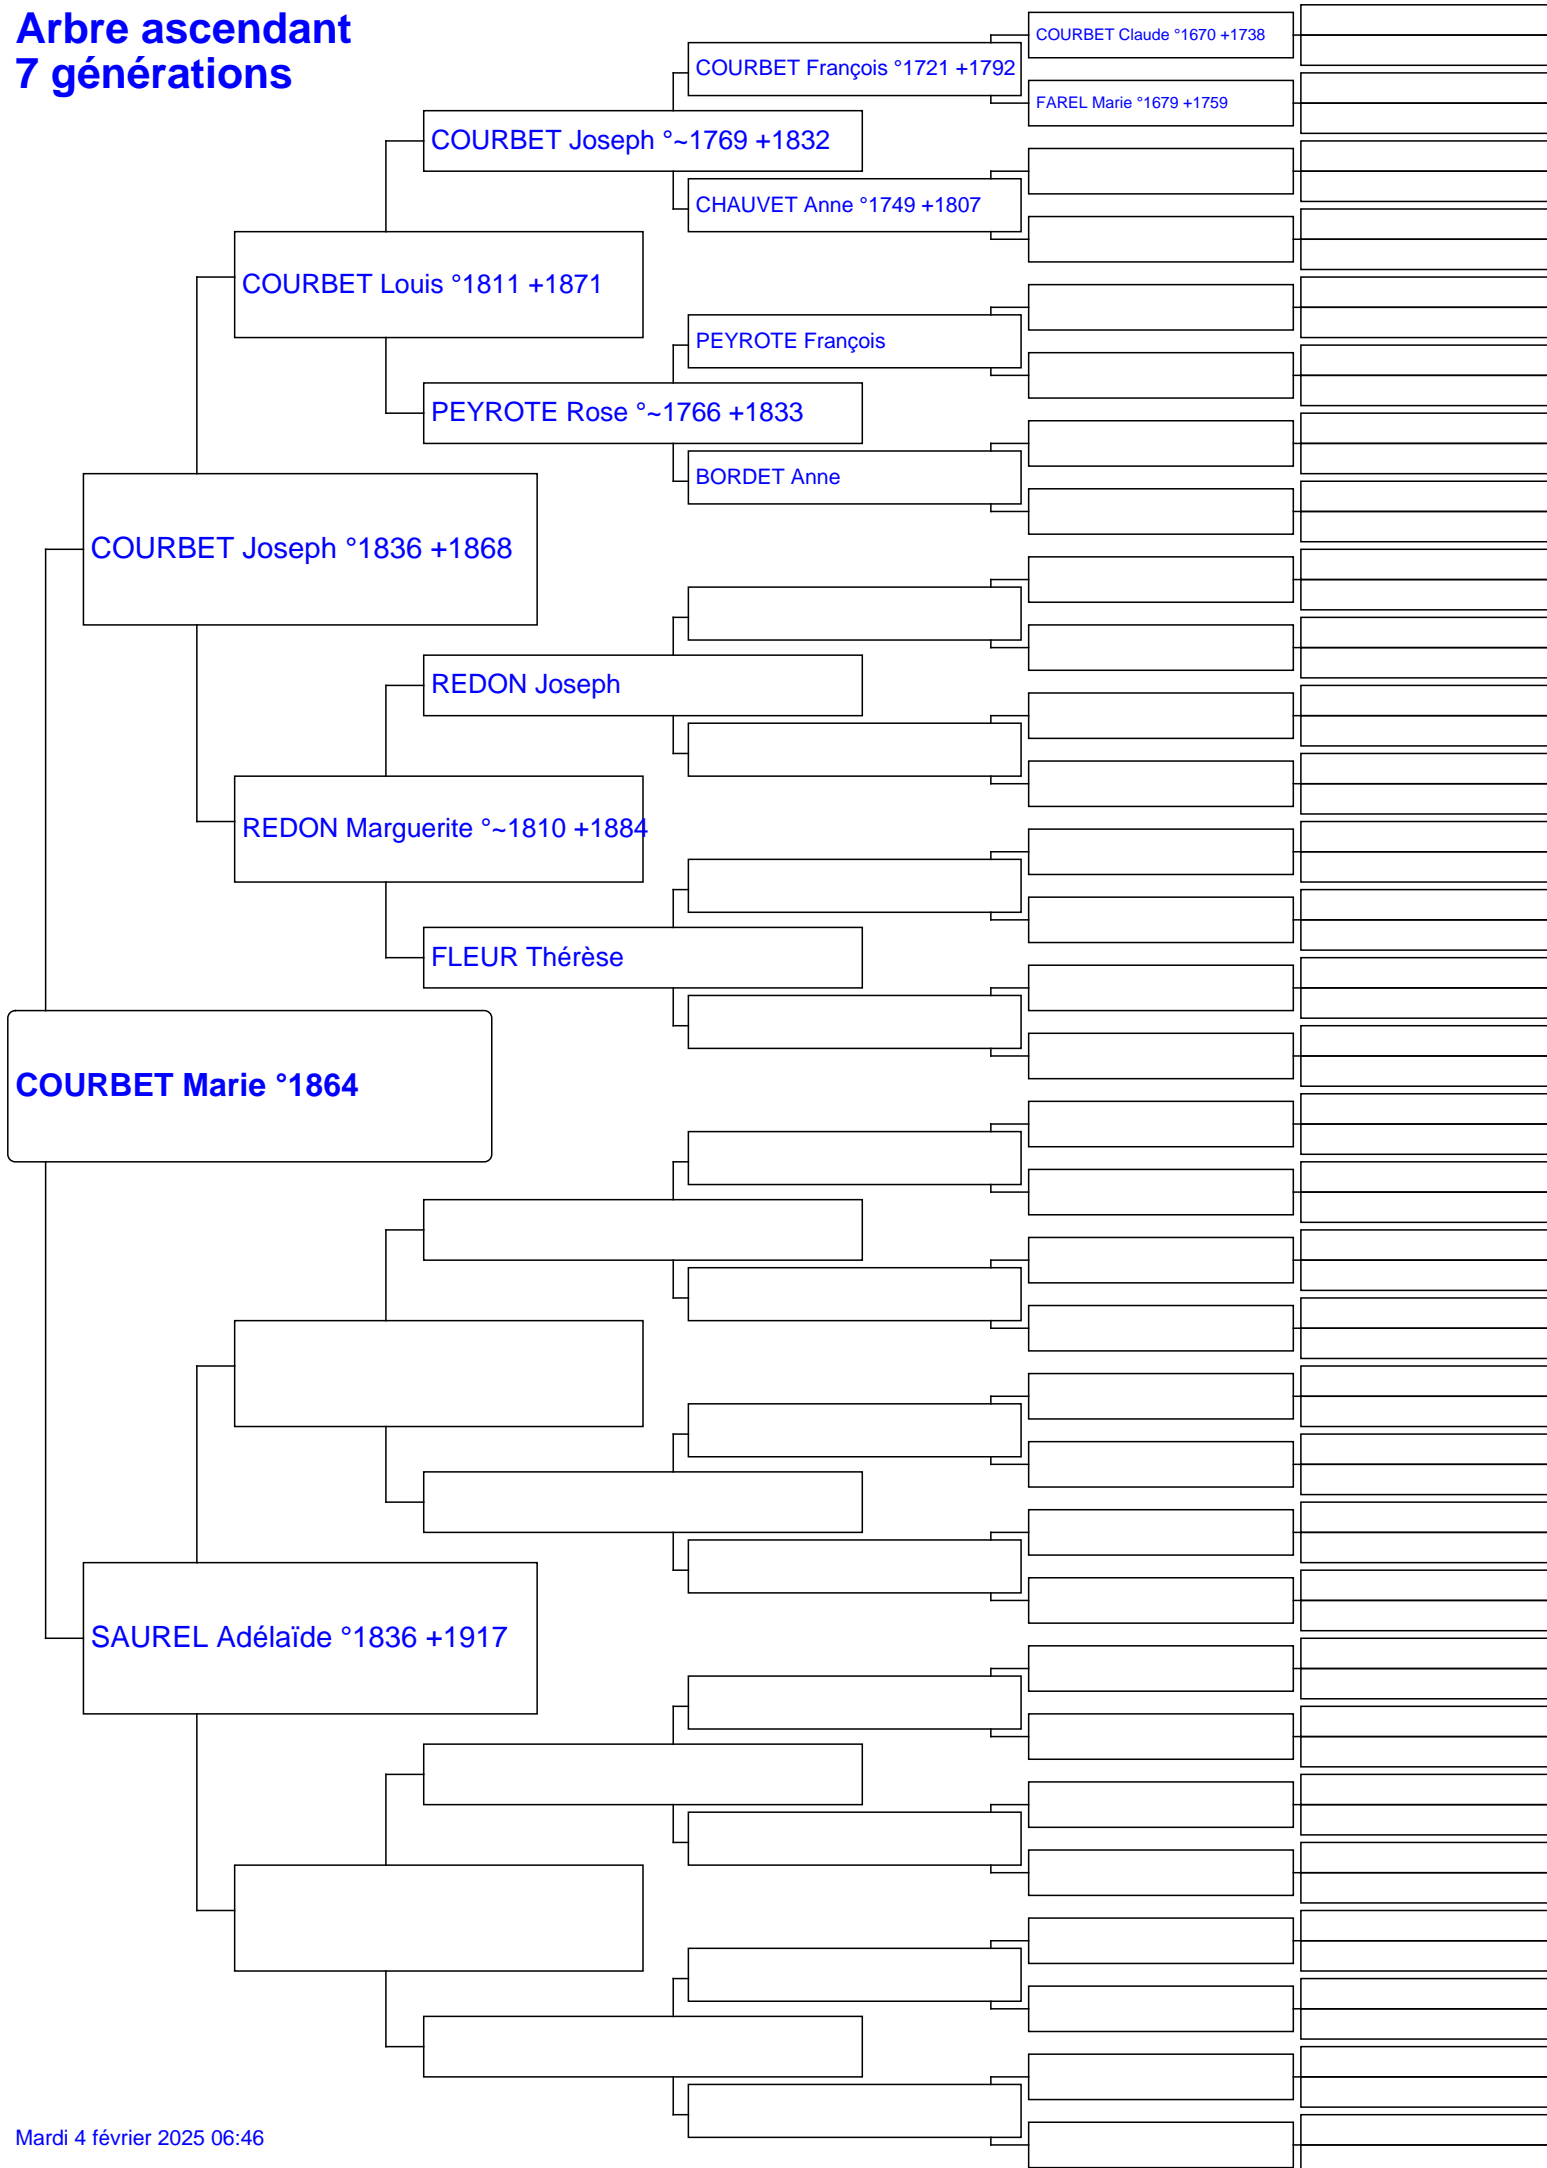 Arbre ascendant
7 générations
COURBET Claude °1670 +1738
COURBET François °1721 +1792
FAREL Marie °1679 +1759
COURBET Joseph °~1769 +1832
CHAUVET Anne °1749 +1807
COURBET Louis °1811 +1871
PEYROTE François
PEYROTE Rose °~1766 +1833
BORDET Anne
COURBET Joseph °1836 +1868
REDON Joseph
REDON Marguerite °~1810 +1884
FLEUR Thérèse
COURBET Marie °1864
SAUREL Adélaïde °1836 +1917
Mardi 4 février 2025 06:46